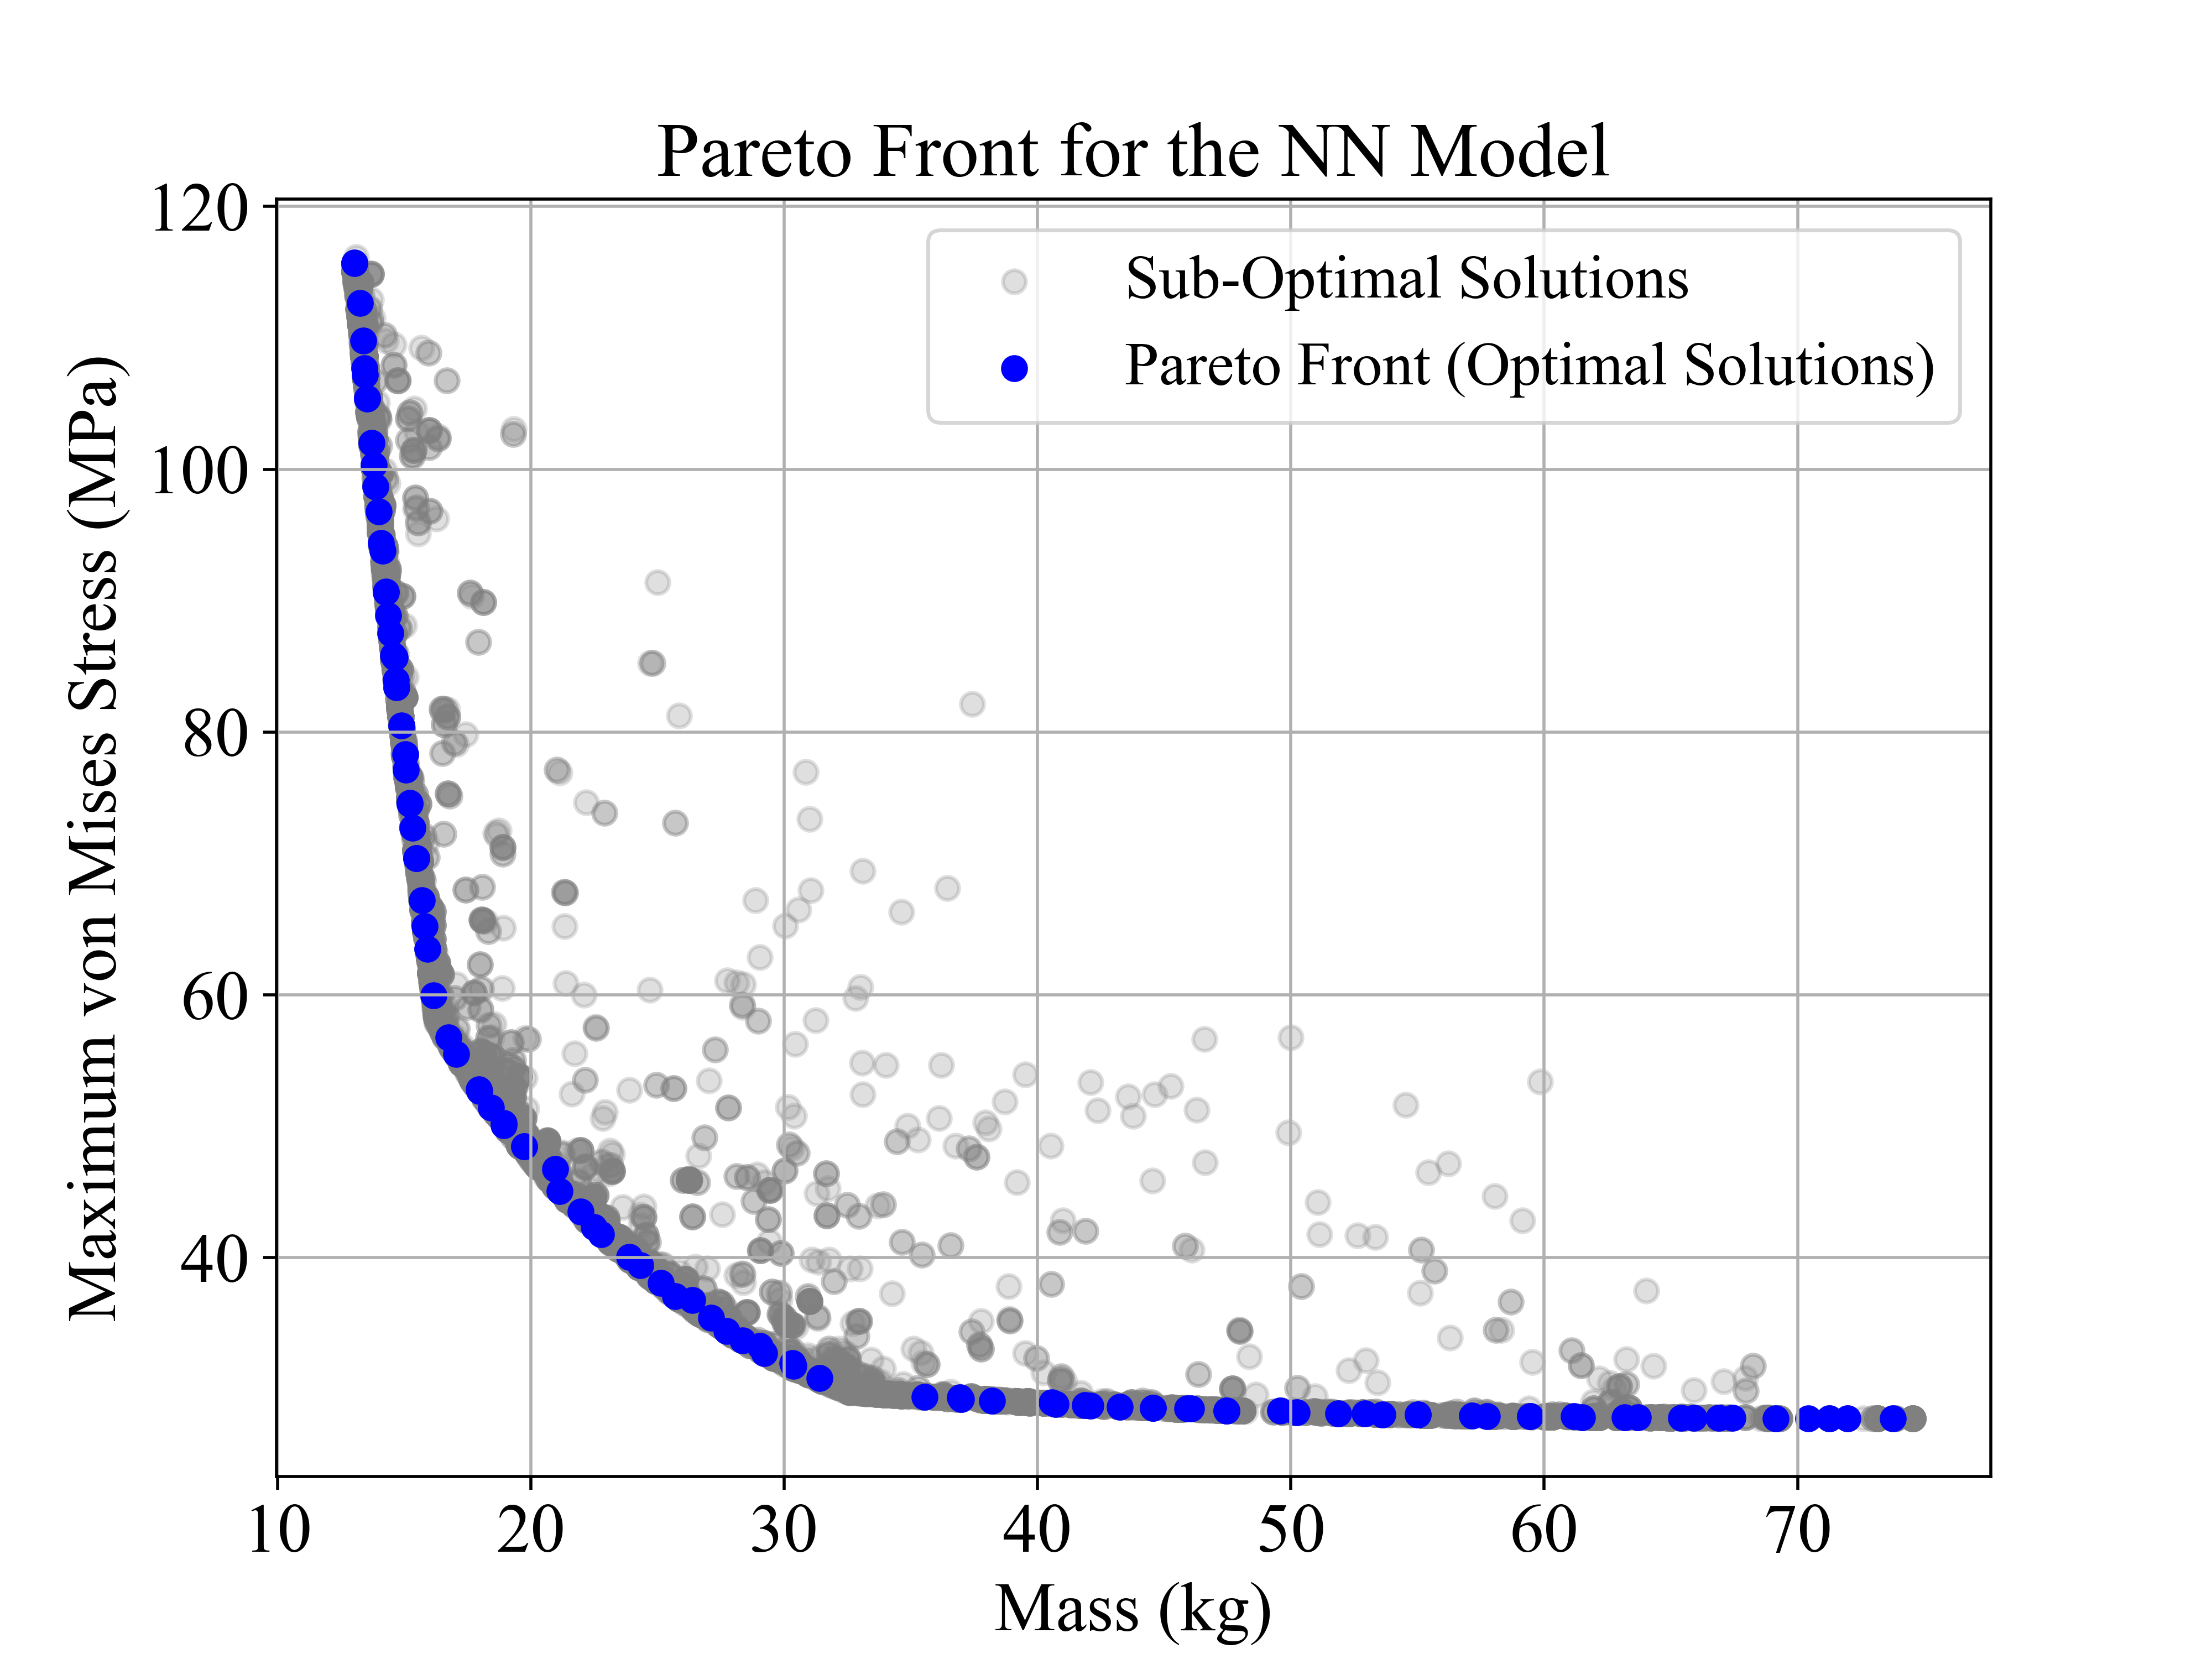 Pareto Front for the NN Model
120
100
80
60
40
Maximum von Mises Stress (MPa)
Sub-Optimal Solutions
Pareto Front (Optimal Solutions)
10 20 30 40 50 60 70
Mass (kg)